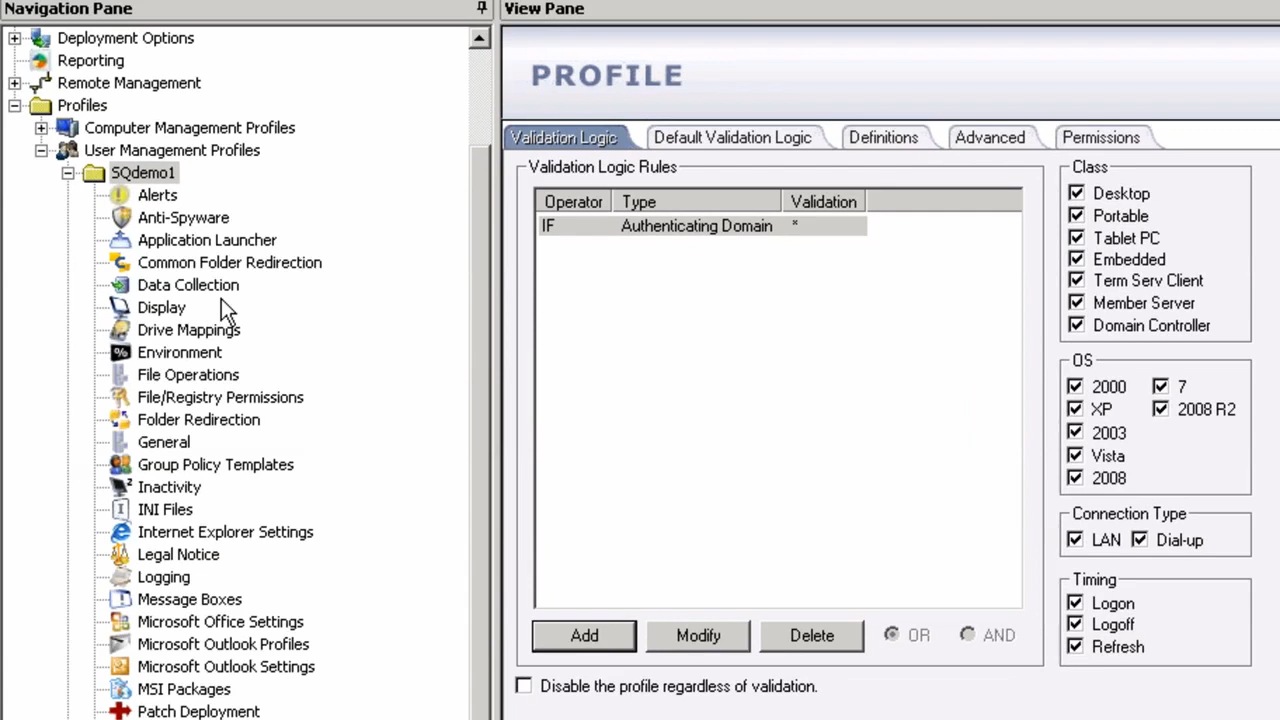 Navigation Pane
Deployment Options
Reporting
Remote Management
Profiles
Computer Management Profiles
User Management Profiles
SQdemo1
Alerts
Anti-Spyware
Application Launcher
Common Folder Redirection
Data Collection
Display
Drive Mappings
Environment
File Operations
File/Registry Permissions
Folder Redirection
General
Group Policy Templates
Inactivity
INI Files
Internet Explorer Settings
Legal Notice
Logging
Message Boxes
Microsoft Office Settings
Microsoft Outlook Profiles
Microsoft Outlook Settings
MSI Packages
Patch Deployment
View Pane
PROFILE
Validation Logic Default Validation Logic Definitions Advanced Permissions
Validation Logic Rules
Operator Type Validation
IF Authenticating Domain *
Add Modify Delete OR AND
Disable the profile regardless of validation.
Class
Desktop
Portable
Tablet PC
Embedded
Term Serv Client
Member Server
Domain Controller
OS
2000 7
XP 2008 R2
2003
Vista
2008
Connection Type
LAN Dial-up
Timing
Logon
Logoff
Refresh